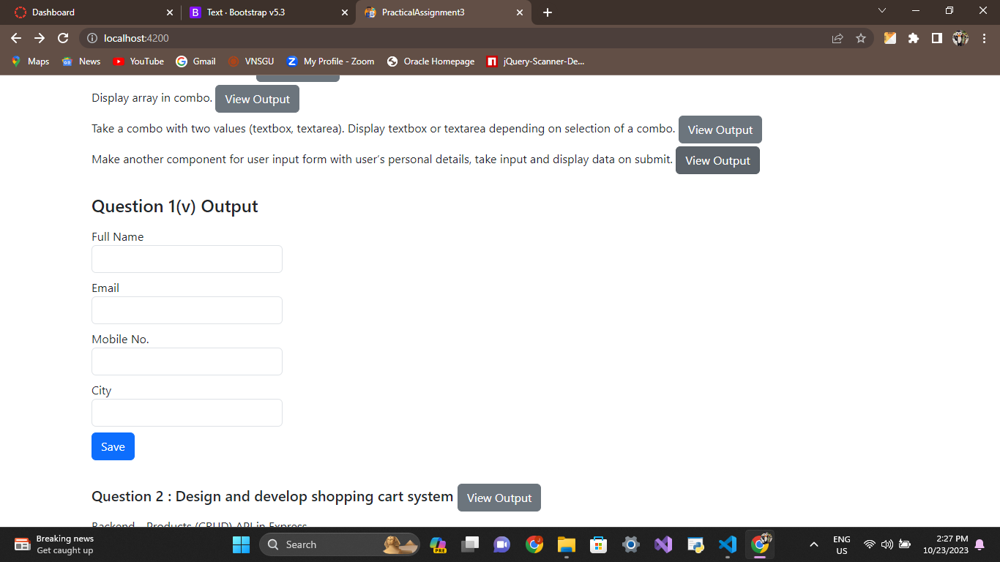 Dashboard
Text · Bootstrap v5.3
PracticalAssignment3
localhost:4200
Maps
News
YouTube
Gmail
VNSGU
My Profile - Zoom
Oracle Homepage
jQuery-Scanner-De...
Display array in combo. View Output
Take a combo with two values (textbox, textarea). Display textbox or textarea depending on selection of a combo. View Output
Make another component for user input form with user's personal details, take input and display data on submit. View Output
Question 1(v) Output
Full Name
Email
Mobile No.
City
Save
Question 2 : Design and develop shopping cart system View Output
Backend - Products (CRUD) API in Express
Breaking news
Get caught up
Search
PRE
ENG
US
2:27 PM
10/23/2023